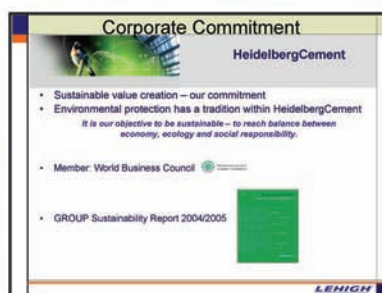 Corporate Commitment
HeidelbergCement
• Sustainable value creation – our commitment
• Environmental protection has a tradition within HeidelbergCement
It is our objective to be sustainable – to reach balance between
economy, ecology and social responsibility.
• Member: World Business Council
• GROUP Sustainability Report 2004/2005
LEHIGH